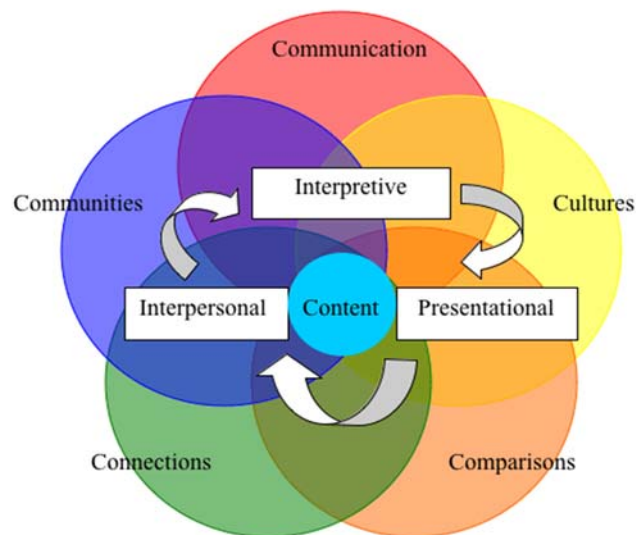 Communication
Interpretive
Communities
Cultures
Interpersonal
Content
Presentational
Connections
Comparisons